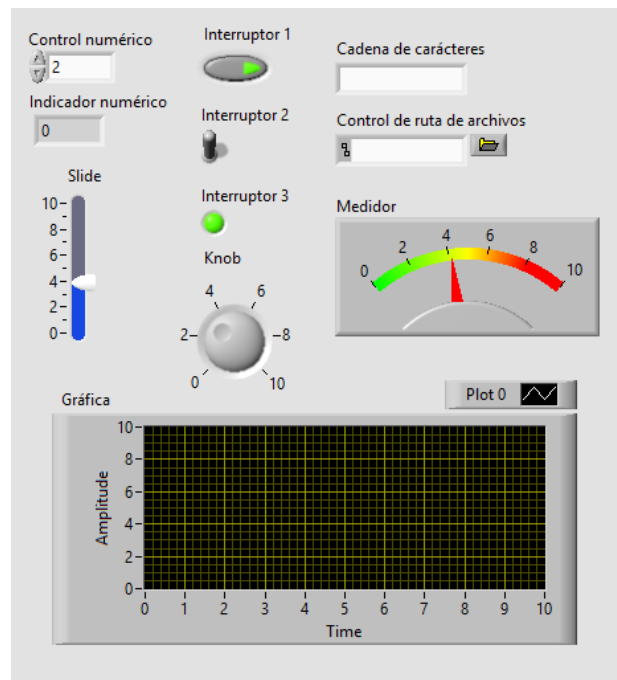 Control numérico
2
Indicador numérico
0
Slide
10
8
6
4
2
0
Interruptor 1
Interruptor 2
Interruptor 3
Knob
0
2
4
6
8
10
Cadena de carácteres
Control de ruta de archivos
Medidor
0
2
4
6
8
10
Plot 0
Gráfica
Amplitude
10
8
6
4
2
0
0 1 2 3 4 5 6 7 8 9 10
Time